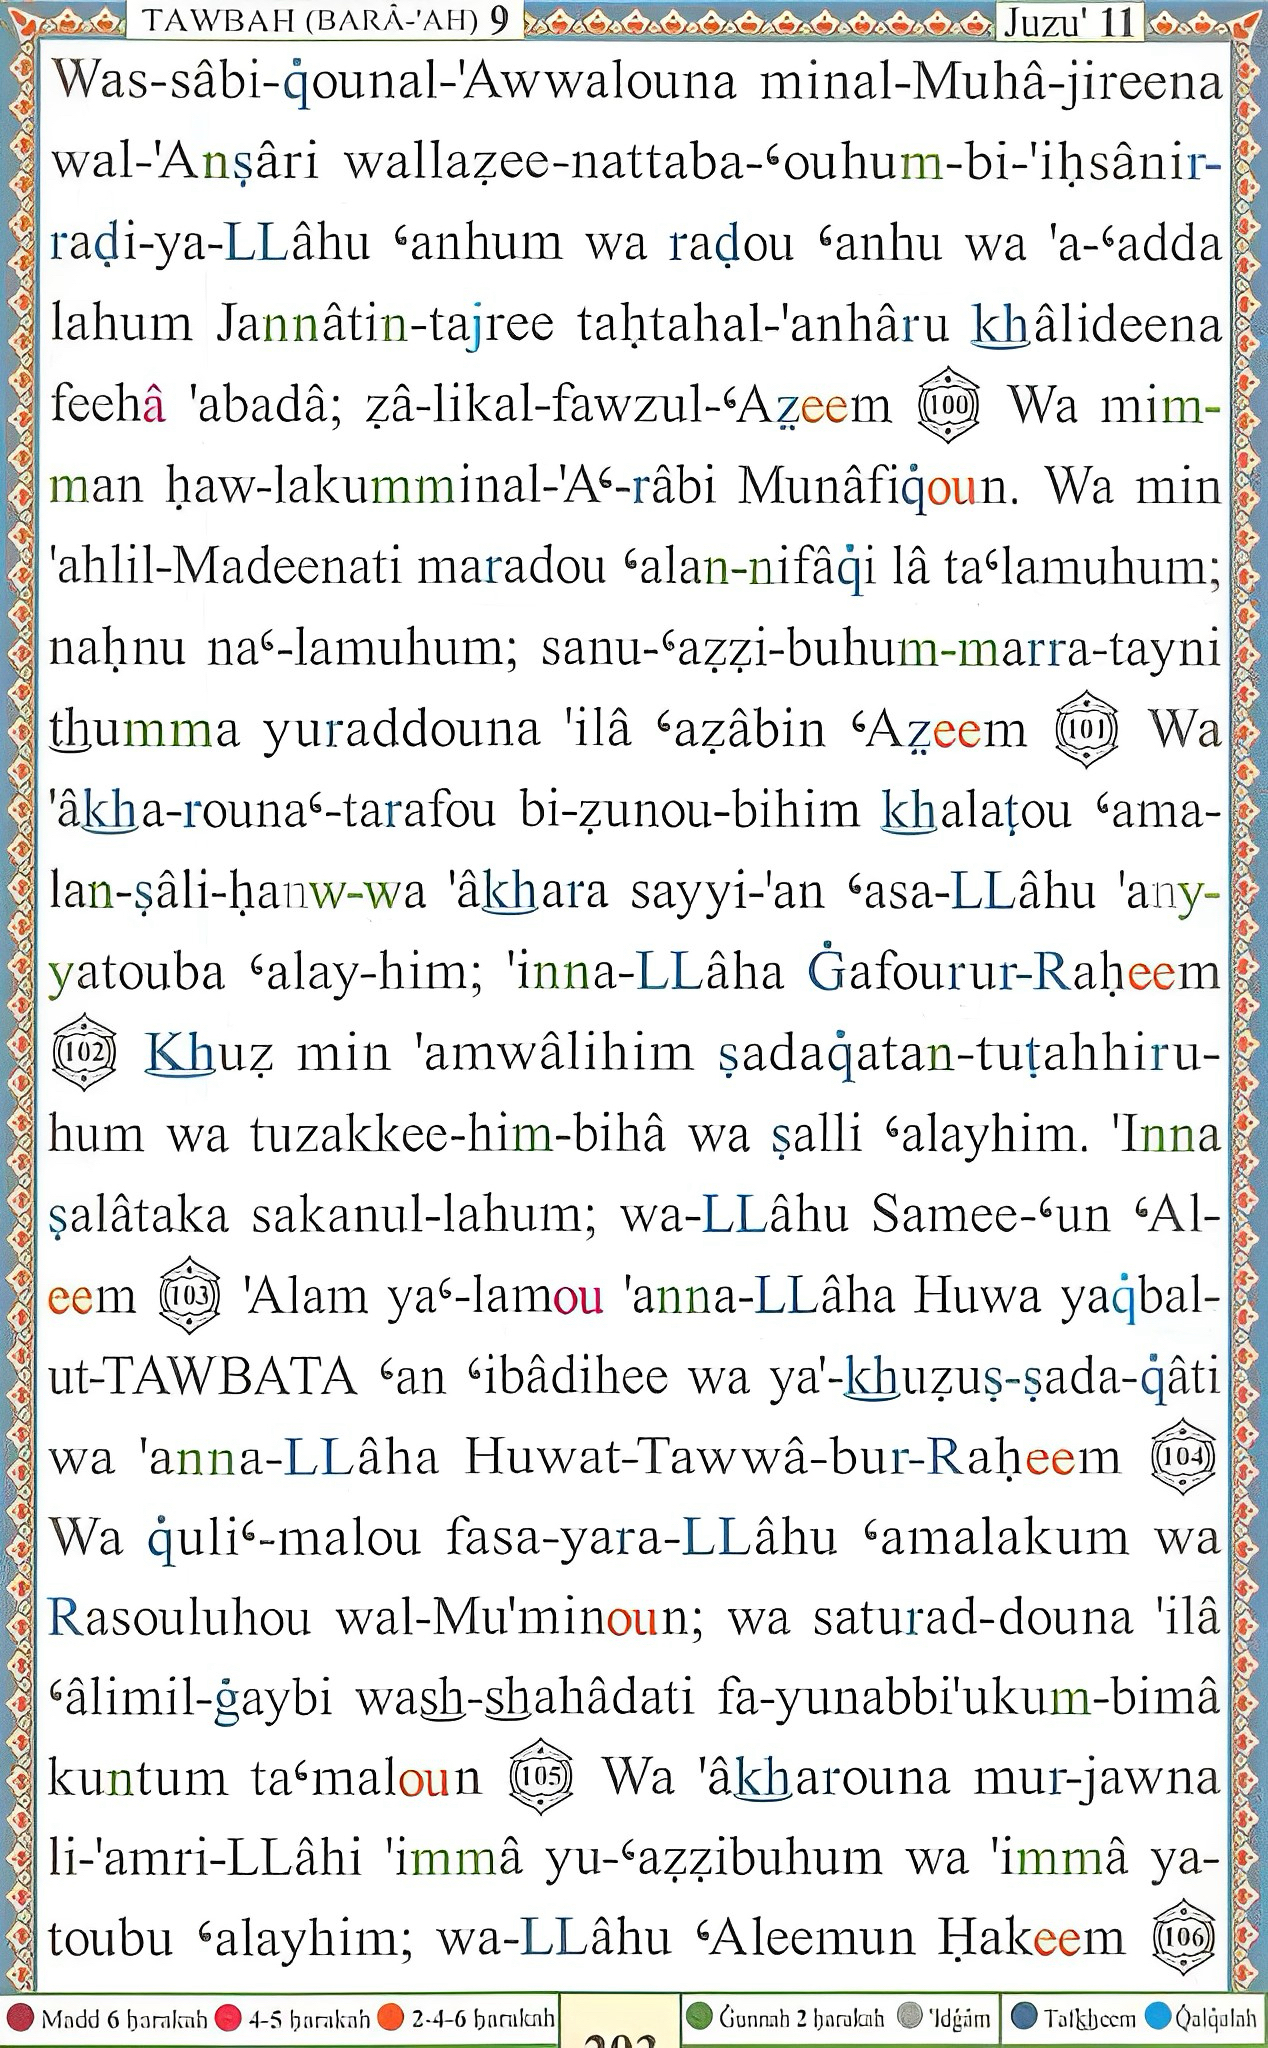 TAWBAH (BARÂ-'AH) 9 Juzu' 11
Was-sâbi-q̇ounal-'Awwalouna minal-Muhâ-jireena
wal-'Anṣâri wallaẓee-nattaba-ʿouhum-bi-'iḥsânir-
raḍi-ya-LLâhu ʿanhum wa raḍou ʿanhu wa 'a-ʿadda
lahum Jannâtin-tajree taḥtahal-'anhâru khâlideena
feehâ 'abadâ; ẓâ-likal-fawzul-ʿAz̤eem 100 Wa mim-
man ḥaw-lakumminal-'Aʿ-râbi Munâfiq̇oun. Wa min
'ahlil-Madeenati maradou ʿalan-nifâq̇i lâ taʿlamuhum;
naḥnu naʿ-lamuhum; sanu-ʿaẓẓi-buhum-marra-tayni
thumma yuraddouna 'ilâ ʿaẓâbin ʿAz̤eem 101 Wa
'âkha-rounaʿ-tarafou bi-ẓunou-bihim khalaṭou ʿama-
lan-ṣâli-ḥanw-wa 'âkhara sayyi-'an ʿasa-LLâhu 'any-
yatouba ʿalay-him; 'inna-LLâha Ġafourur-Raḥeem
102 Khuẓ min 'amwâlihim ṣadaq̇atan-tuṭahhiru-
hum wa tuzakkee-him-bihâ wa ṣalli ʿalayhim. 'Inna
ṣalâtaka sakanul-lahum; wa-LLâhu Samee-ʿun ʿAl-
eem 103 'Alam yaʿ-lamou 'anna-LLâha Huwa yaq̇bal-
ut-TAWBATA ʿan ʿibâdihee wa ya'-khuẓuṣ-ṣada-q̇âti
wa 'anna-LLâha Huwat-Tawwâ-bur-Raḥeem 104
Wa q̇uliʿ-malou fasa-yara-LLâhu ʿamalakum wa
Rasouluhou wal-Mu'minoun; wa saturad-douna 'ilâ
ʿâlimil-ġaybi wash-shahâdati fa-yunabbi'ukum-bimâ
kuntum taʿmaloun 105 Wa 'âkharouna mur-jawna
li-'amri-LLâhi 'immâ yu-ʿaẓẓibuhum wa 'immâ ya-
toubu ʿalayhim; wa-LLâhu ʿAleemun Ḥakeem 106
Madd 6 ḥarakah 4-5 ḥarakah 2-4-6 ḥarakah Ġunnah 2 ḥarakah 'Idġâm Tafkheem Q̇alq̇alah